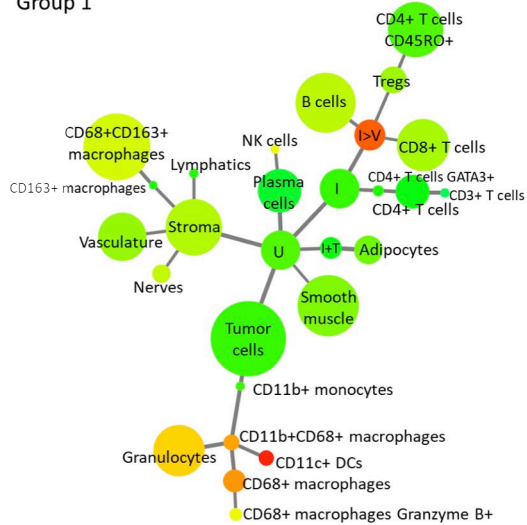 Group 1
CD4+ T cells
CD45RO+
Tregs
B cells
I>V
CD8+ T cells
CD68+CD163+
macrophages
NK cells
Lymphatics
CD163+ macrophages
Plasma
cells
I
CD4+ T cells GATA3+
CD3+ T cells
CD4+ T cells
Stroma
Vasculature
U
I+T
Adipocytes
Nerves
Smooth
muscle
Tumor
cells
CD11b+ monocytes
CD11b+CD68+ macrophages
Granulocytes
CD11c+ DCs
CD68+ macrophages
CD68+ macrophages Granzyme B+